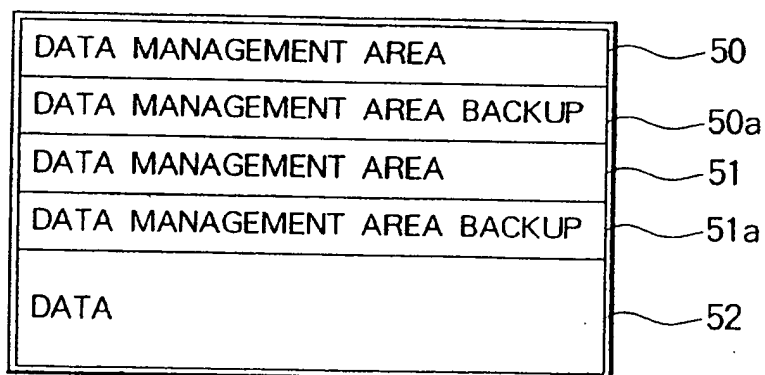 DATA MANAGEMENT AREA 50
DATA MANAGEMENT AREA BACKUP 50a
DATA MANAGEMENT AREA 51
DATA MANAGEMENT AREA BACKUP 51a
DATA 52